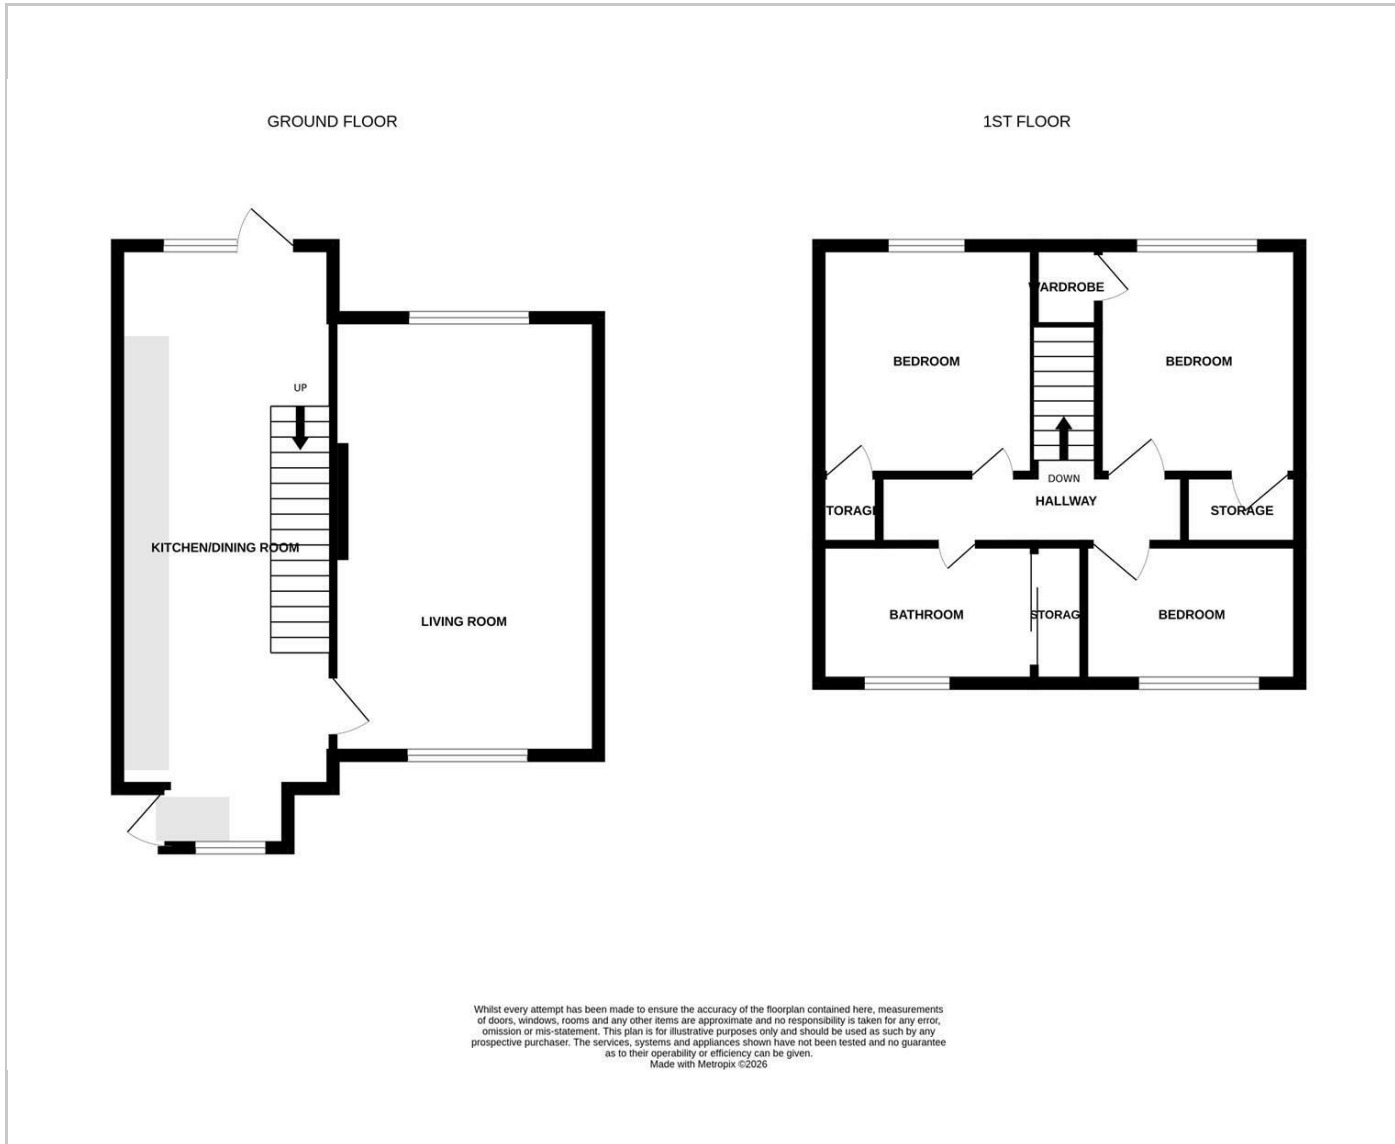 GROUND FLOOR
1ST FLOOR
UP
KITCHEN/DINING ROOM
LIVING ROOM
WARDROBE
BEDROOM
BEDROOM
DOWN
HALLWAY
TORAGE
STORAGE
BATHROOM
STORAG
BEDROOM
Whilst every attempt has been made to ensure the accuracy of the floorplan contained here, measurements
of doors, windows, rooms and any other items are approximate and no responsibility is taken for any error,
omission or mis-statement. This plan is for illustrative purposes only and should be used as such by any
prospective purchaser. The services, systems and appliances shown have not been tested and no guarantee
as to their operability or efficiency can be given.
Made with Metropix ©2026